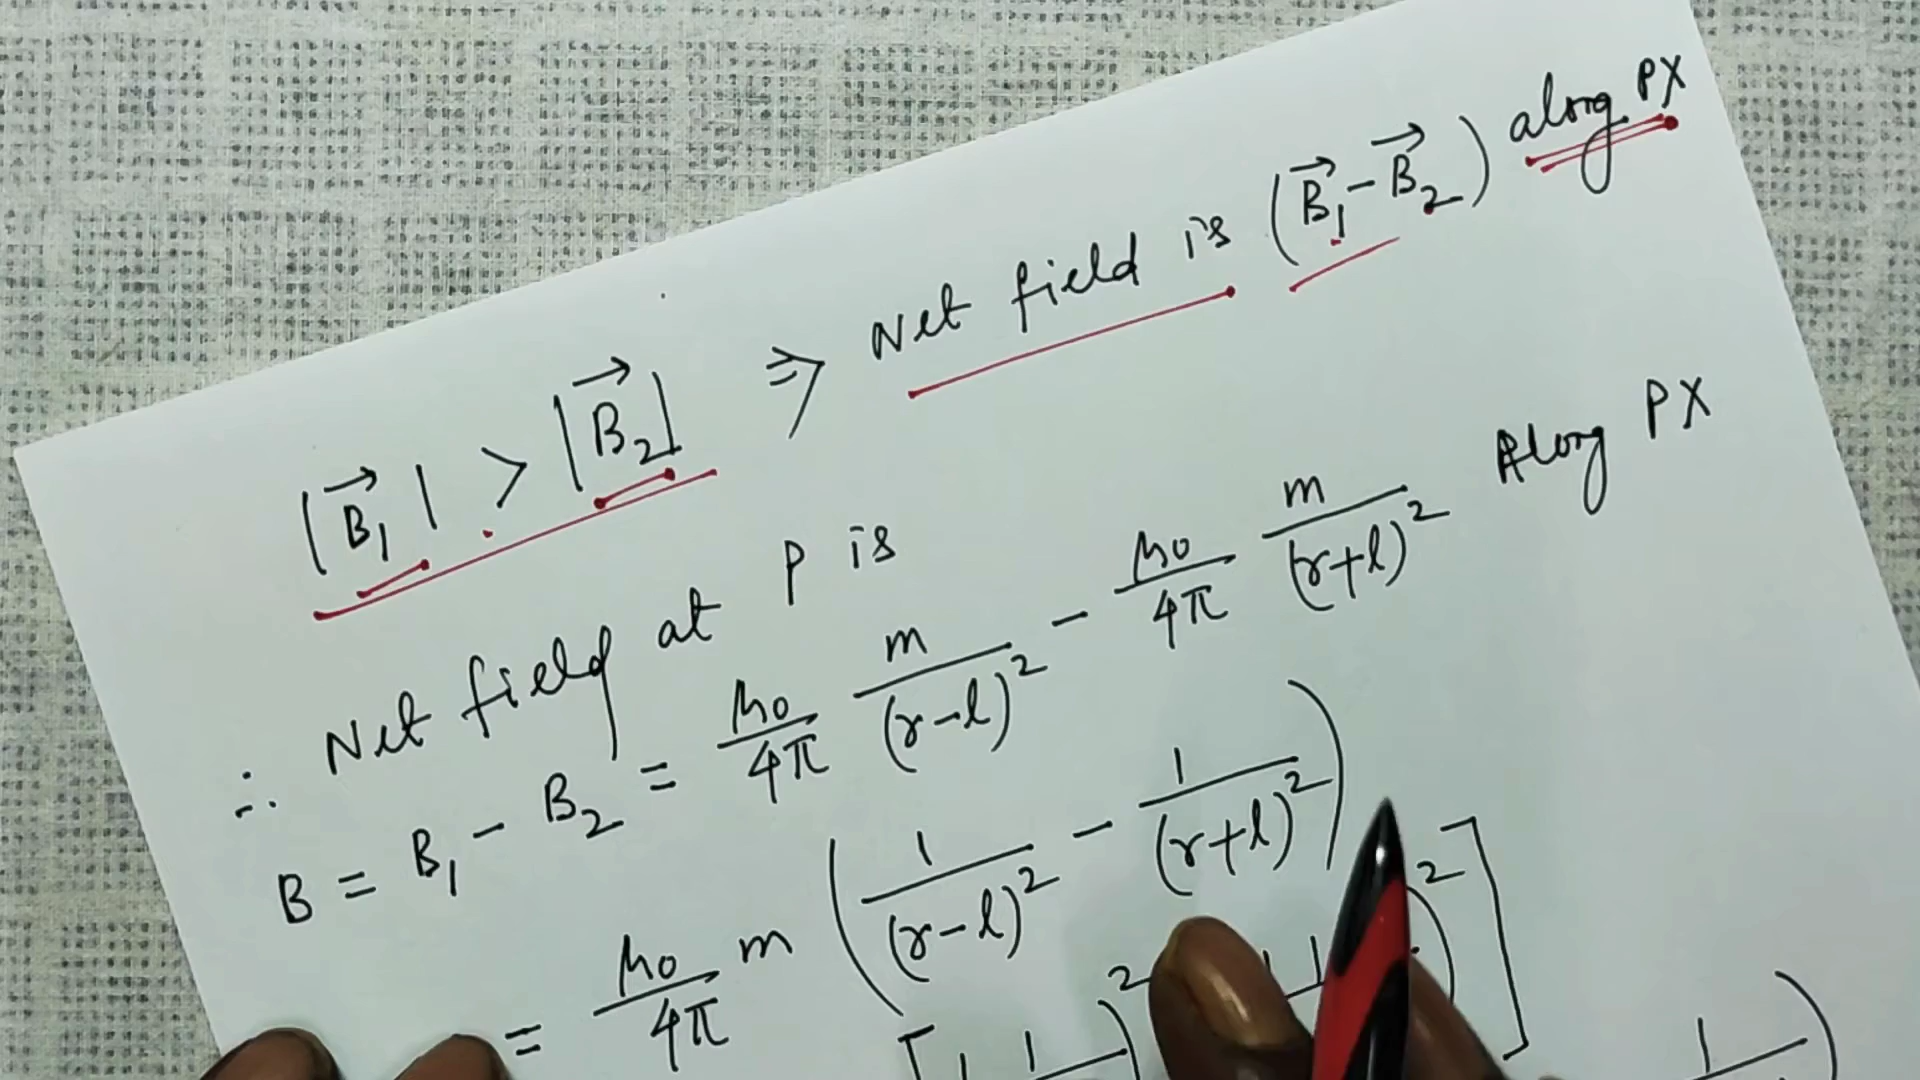 |B₁⃗| > |B₂⃗| ⇒ Net field is (B₁⃗ - B₂⃗) along PX
∴ Net field at P is
B = B₁ - B₂ = μ₀/4π m/(r-l)² - μ₀/4π m/(r+l)² Along PX
= μ₀/4π m (1/(r-l)² - 1/(r+l)²)